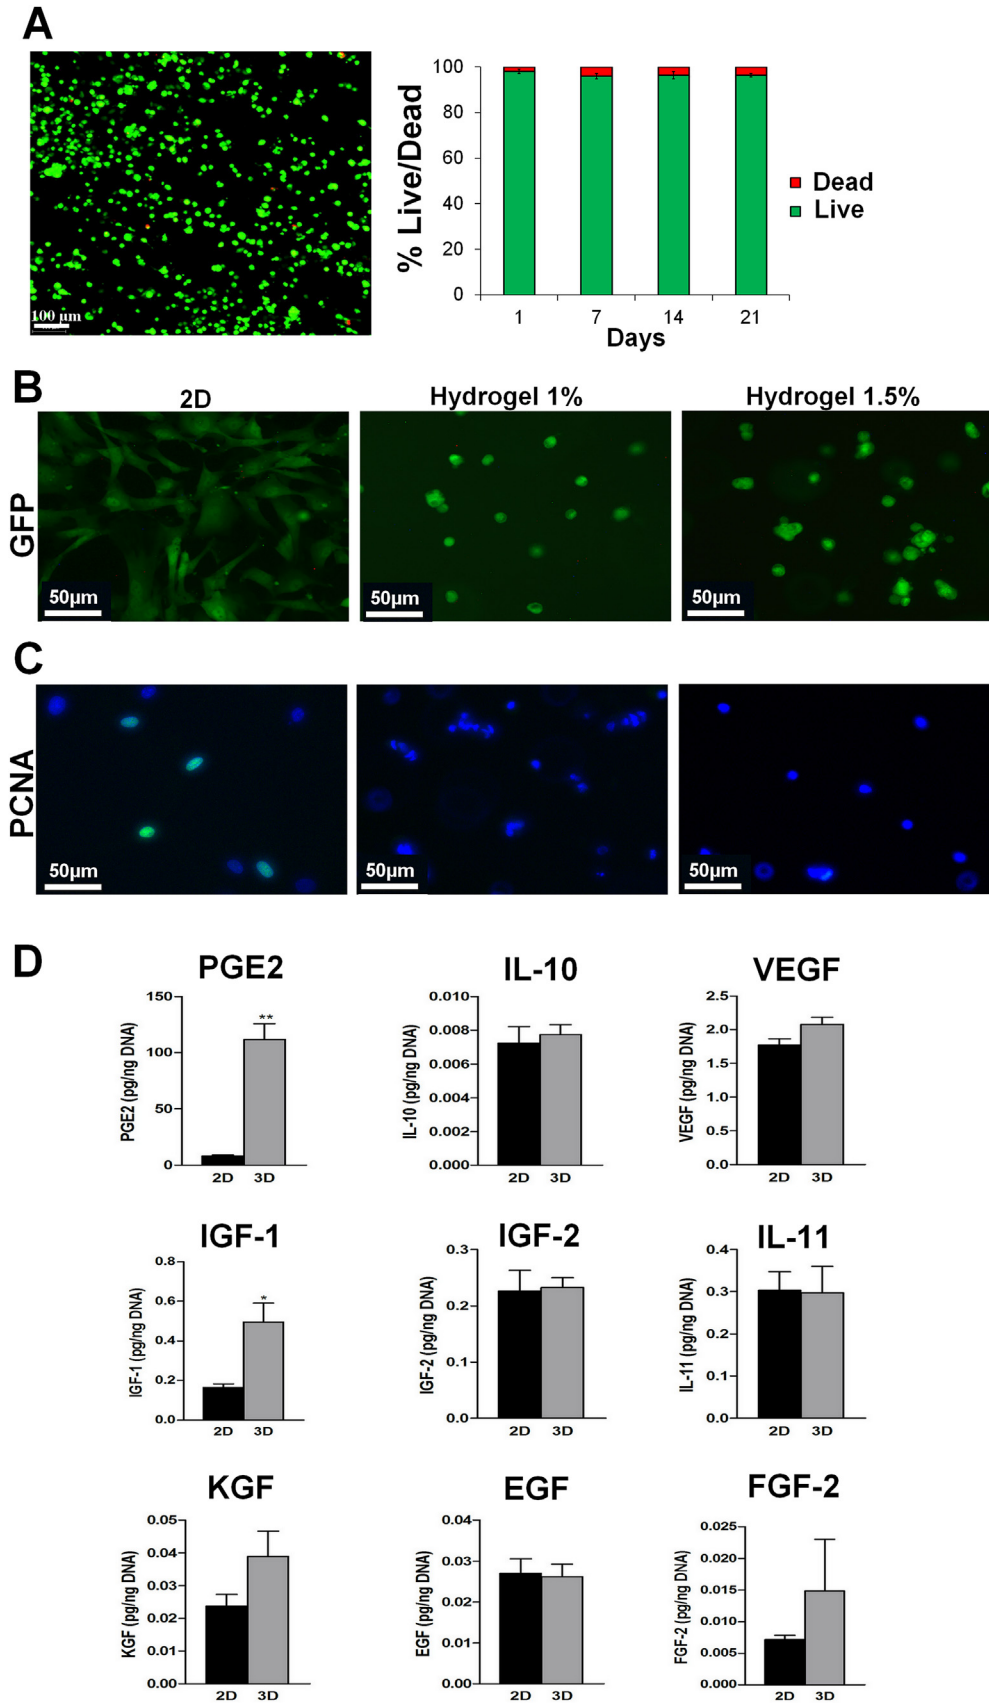 A
100 µm
100
80
60
40
20
0
% Live/Dead
1 7 14 21
Days
Dead
Live
B
2D Hydrogel 1% Hydrogel 1.5%
GFP
50µm 50µm 50µm
C
PCNA
50µm 50µm 50µm
D
PGE2
150
100
50
0
PGE2 (pg/ng DNA)
**
2D 3D
IL-10
0.010
0.008
0.006
0.004
0.002
0.000
IL-10 (pg/ng DNA)
2D 3D
VEGF
2.5
2.0
1.5
1.0
0.5
0.0
VEGF (pg/ng DNA)
2D 3D
IGF-1
0.8
0.6
0.4
0.2
0.0
IGF-1 (pg/ng DNA)
*
2D 3D
IGF-2
0.3
0.2
0.1
0.0
IGF-2 (pg/ng DNA)
2D 3D
IL-11
0.4
0.3
0.2
0.1
0.0
IL-11 (pg/ng DNA)
2D 3D
KGF
0.05
0.04
0.03
0.02
0.01
0.00
KGF (pg/ng DNA)
2D 3D
EGF
0.04
0.03
0.02
0.01
0.00
EGF (pg/ng DNA)
2D 3D
FGF-2
0.025
0.020
0.015
0.010
0.005
0.000
FGF-2 (pg/ng DNA)
2D 3D